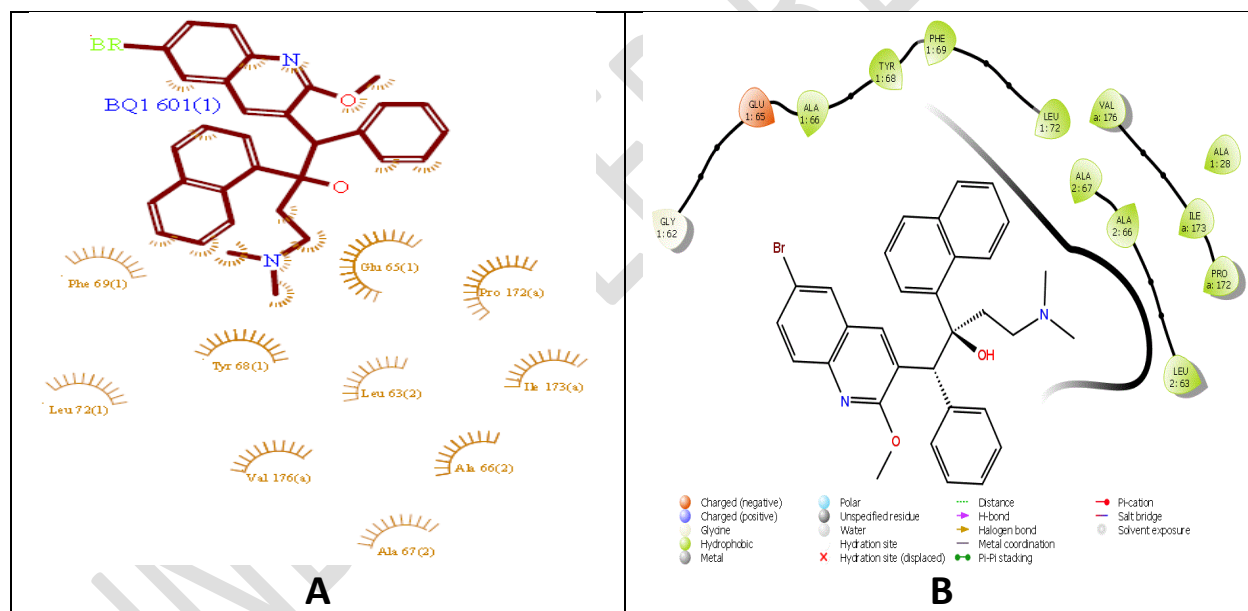 BR
N
BQ1 601(1)
O
O
N
Glu 65(1)
Phe 69(1)
Pro 172(a)
Tyr 68(1)
Leu 63(2)
Ile 173(a)
Leu 72(1)
Val 176(a)
Ala 66(2)
Ala 67(2)
A
PHE
1:69
TYR
1:68
GLU
1:65
ALA
1:66
LEU
1:72
VAL
a:176
ALA
1:28
ALA
2:67
ALA
2:66
ILE
a:173
GLY
1:62
PRO
a:172
LEU
2:63
Br
N
OH
N
O
Charged (negative)
Charged (positive)
Glycine
Hydrophobic
Metal
Polar
Unspecified residue
Water
Hydration site
Hydration site (displaced)
Distance
H-bond
Halogen bond
Metal coordination
Pi-Pi stacking
Pi-cation
Salt bridge
Solvent exposure
B